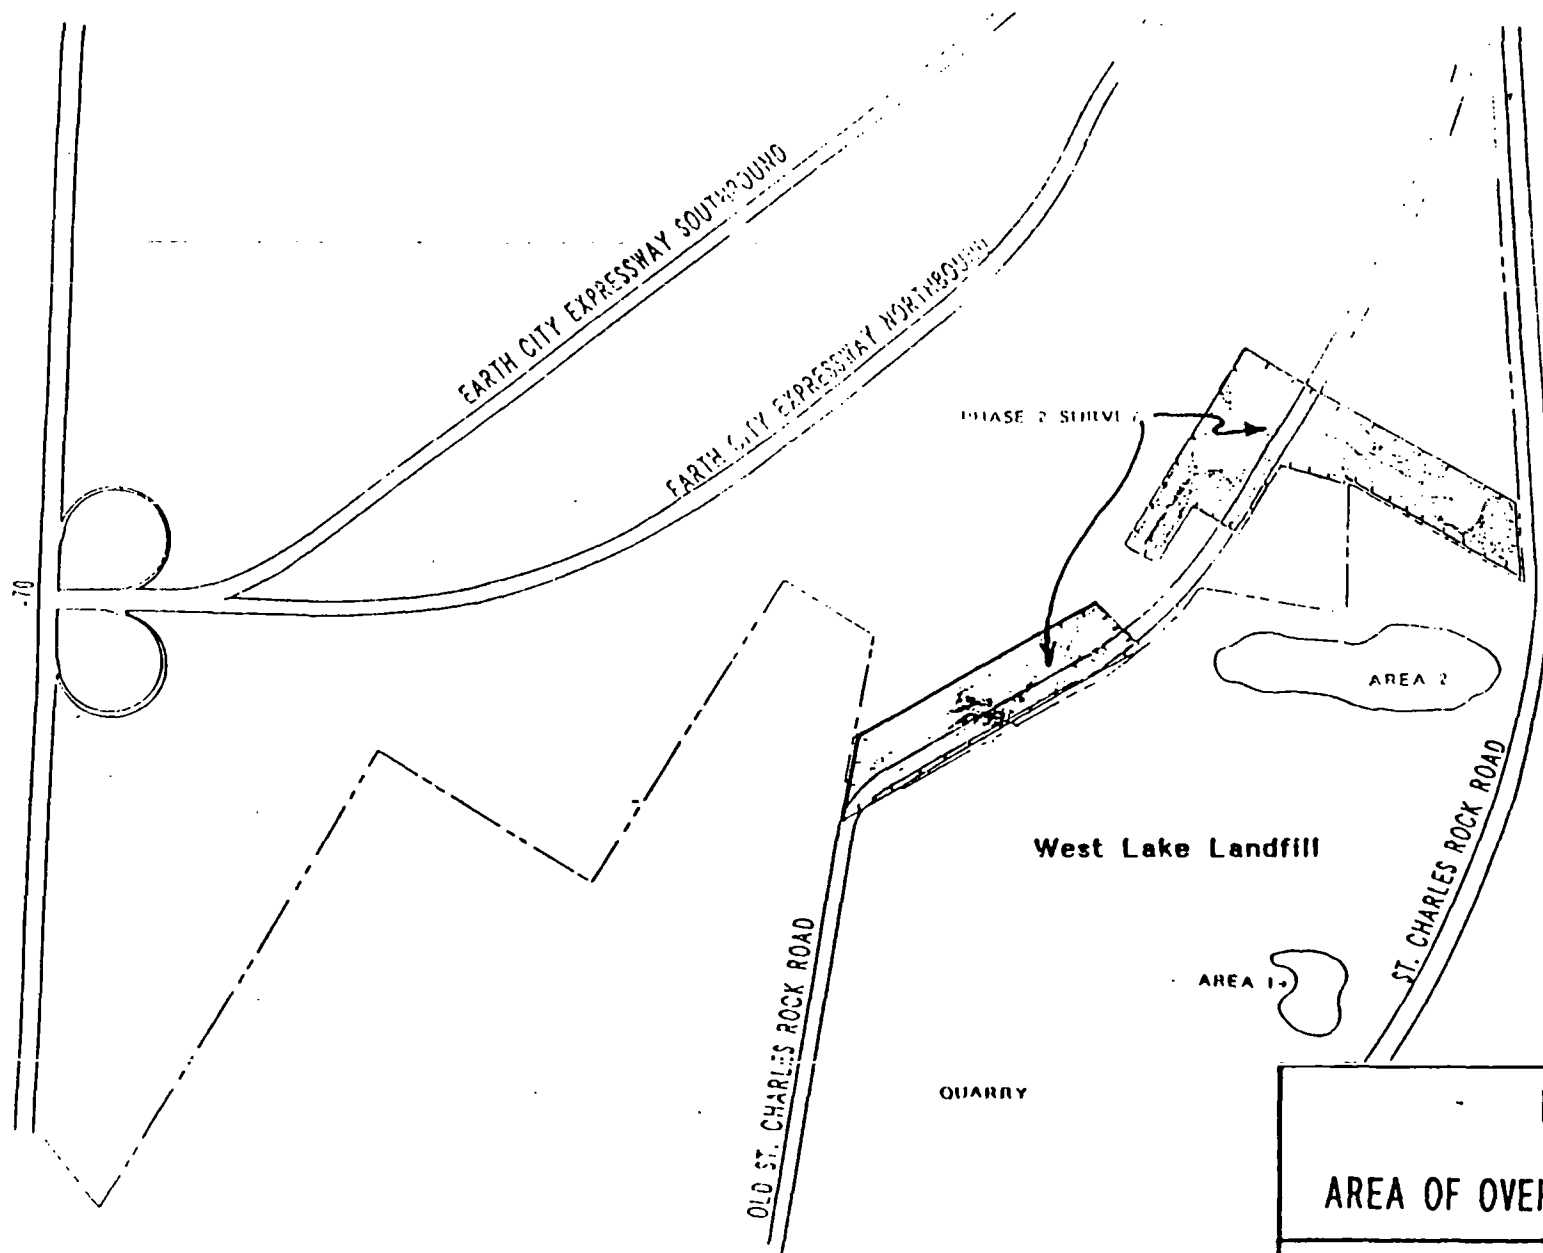 EARTH CITY EXPRESSWAY SOUTHBOUND
EARTH CITY EXPRESSWAY NORTHBOUND
PHASE 2 SURVEY
-70
AREA 2
West Lake Landfill
ST. CHARLES ROCK ROAD
AREA 1
OLD ST. CHARLES ROCK ROAD
QUARRY
AREA OF